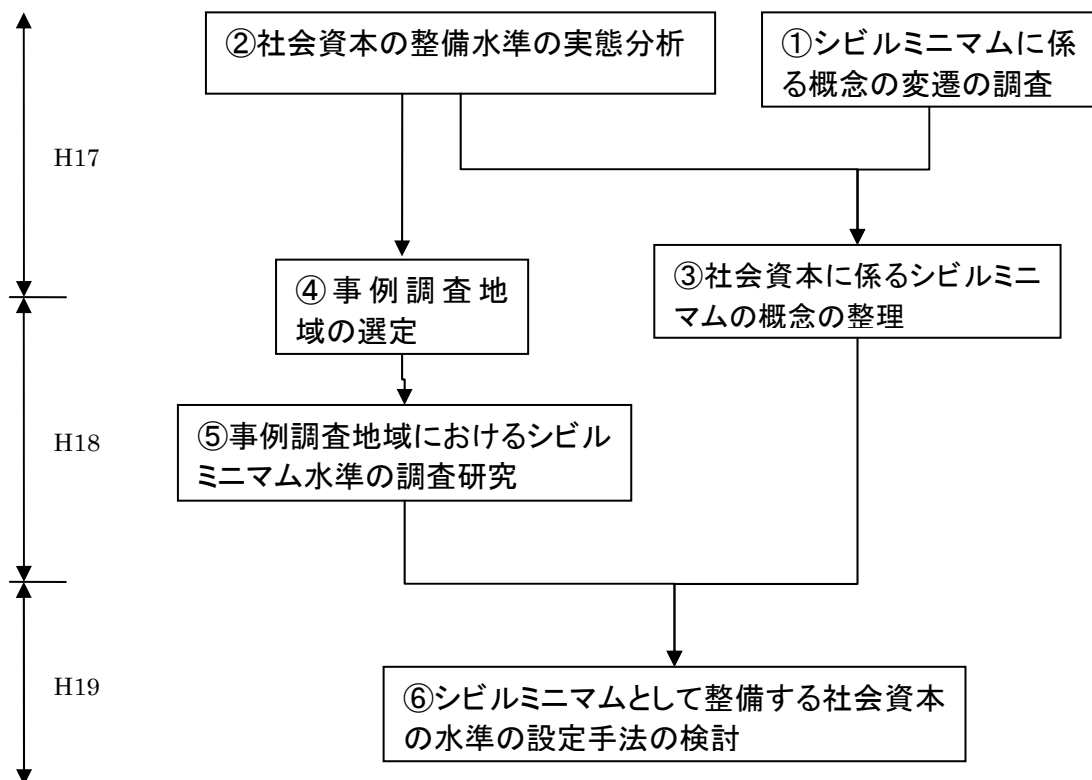 ②社会資本の整備水準の実態分析
①シビルミニマムに係
る概念の変遷の調査
H17
③社会資本に係るシビルミニ
マムの概念の整理
④事例調査地
域の選定
H18
⑤事例調査地域におけるシビル
ミニマム水準の調査研究
H19
⑥シビルミニマムとして整備する社会資本
の水準の設定手法の検討